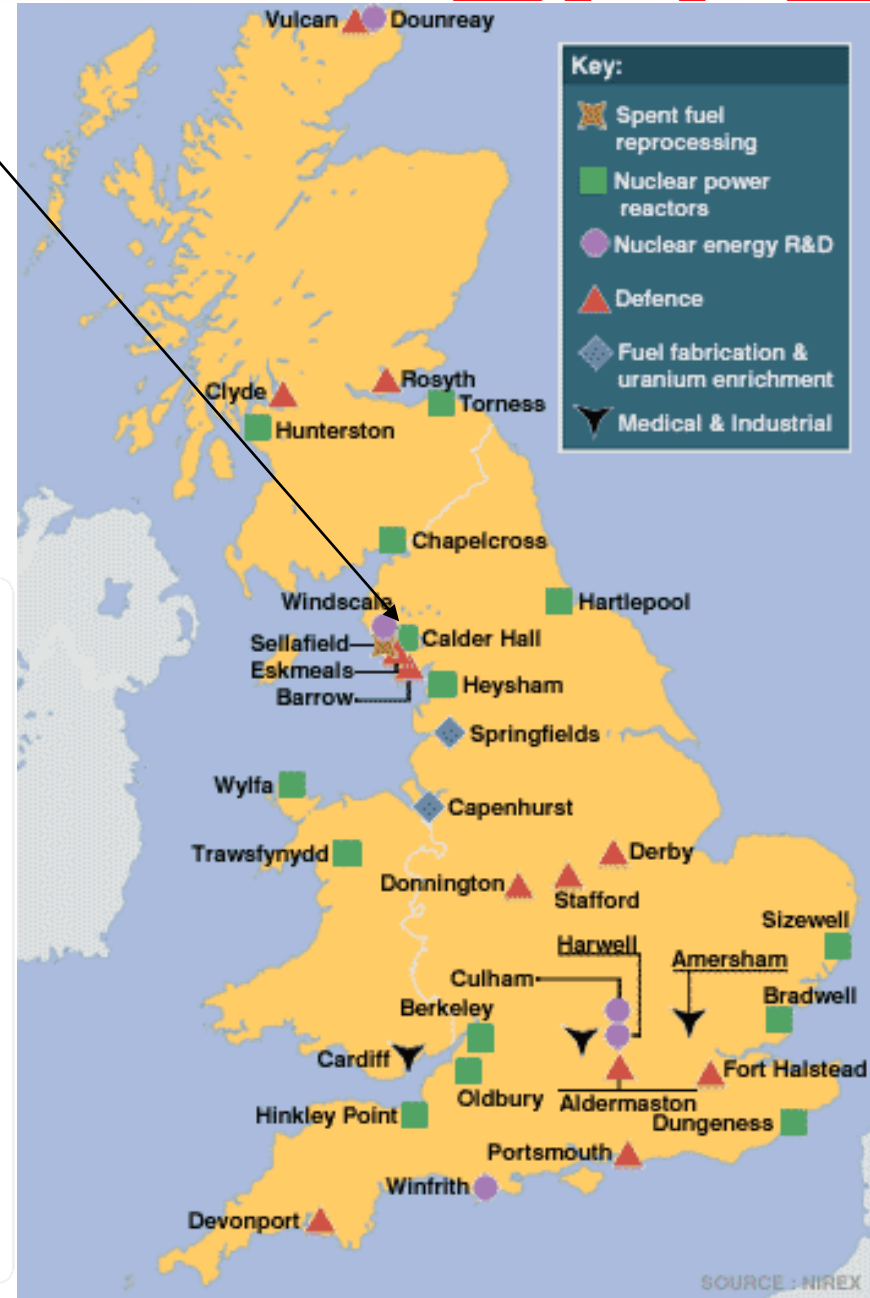 Vulcan
Dounreay
Key:
Spent fuel
reprocessing
Nuclear power
reactors
Nuclear energy R&D
Defence
Fuel fabrication &
uranium enrichment
Medical & Industrial
Clyde
Rosyth
Torness
Hunterston
Chapelcross
Windscale
Hartlepool
Sellafield
Calder Hall
Eskmeals
Barrow
Heysham
Springfields
Wylfa
Capenhurst
Trawsfynydd
Derby
Donnington
Stafford
Sizewell
Harwell
Amersham
Culham
Bradwell
Berkeley
Cardiff
Fort Halstead
Oldbury
Aldermaston
Hinkley Point
Dungeness
Portsmouth
Winfrith
Devonport
SOURCE : NIREX